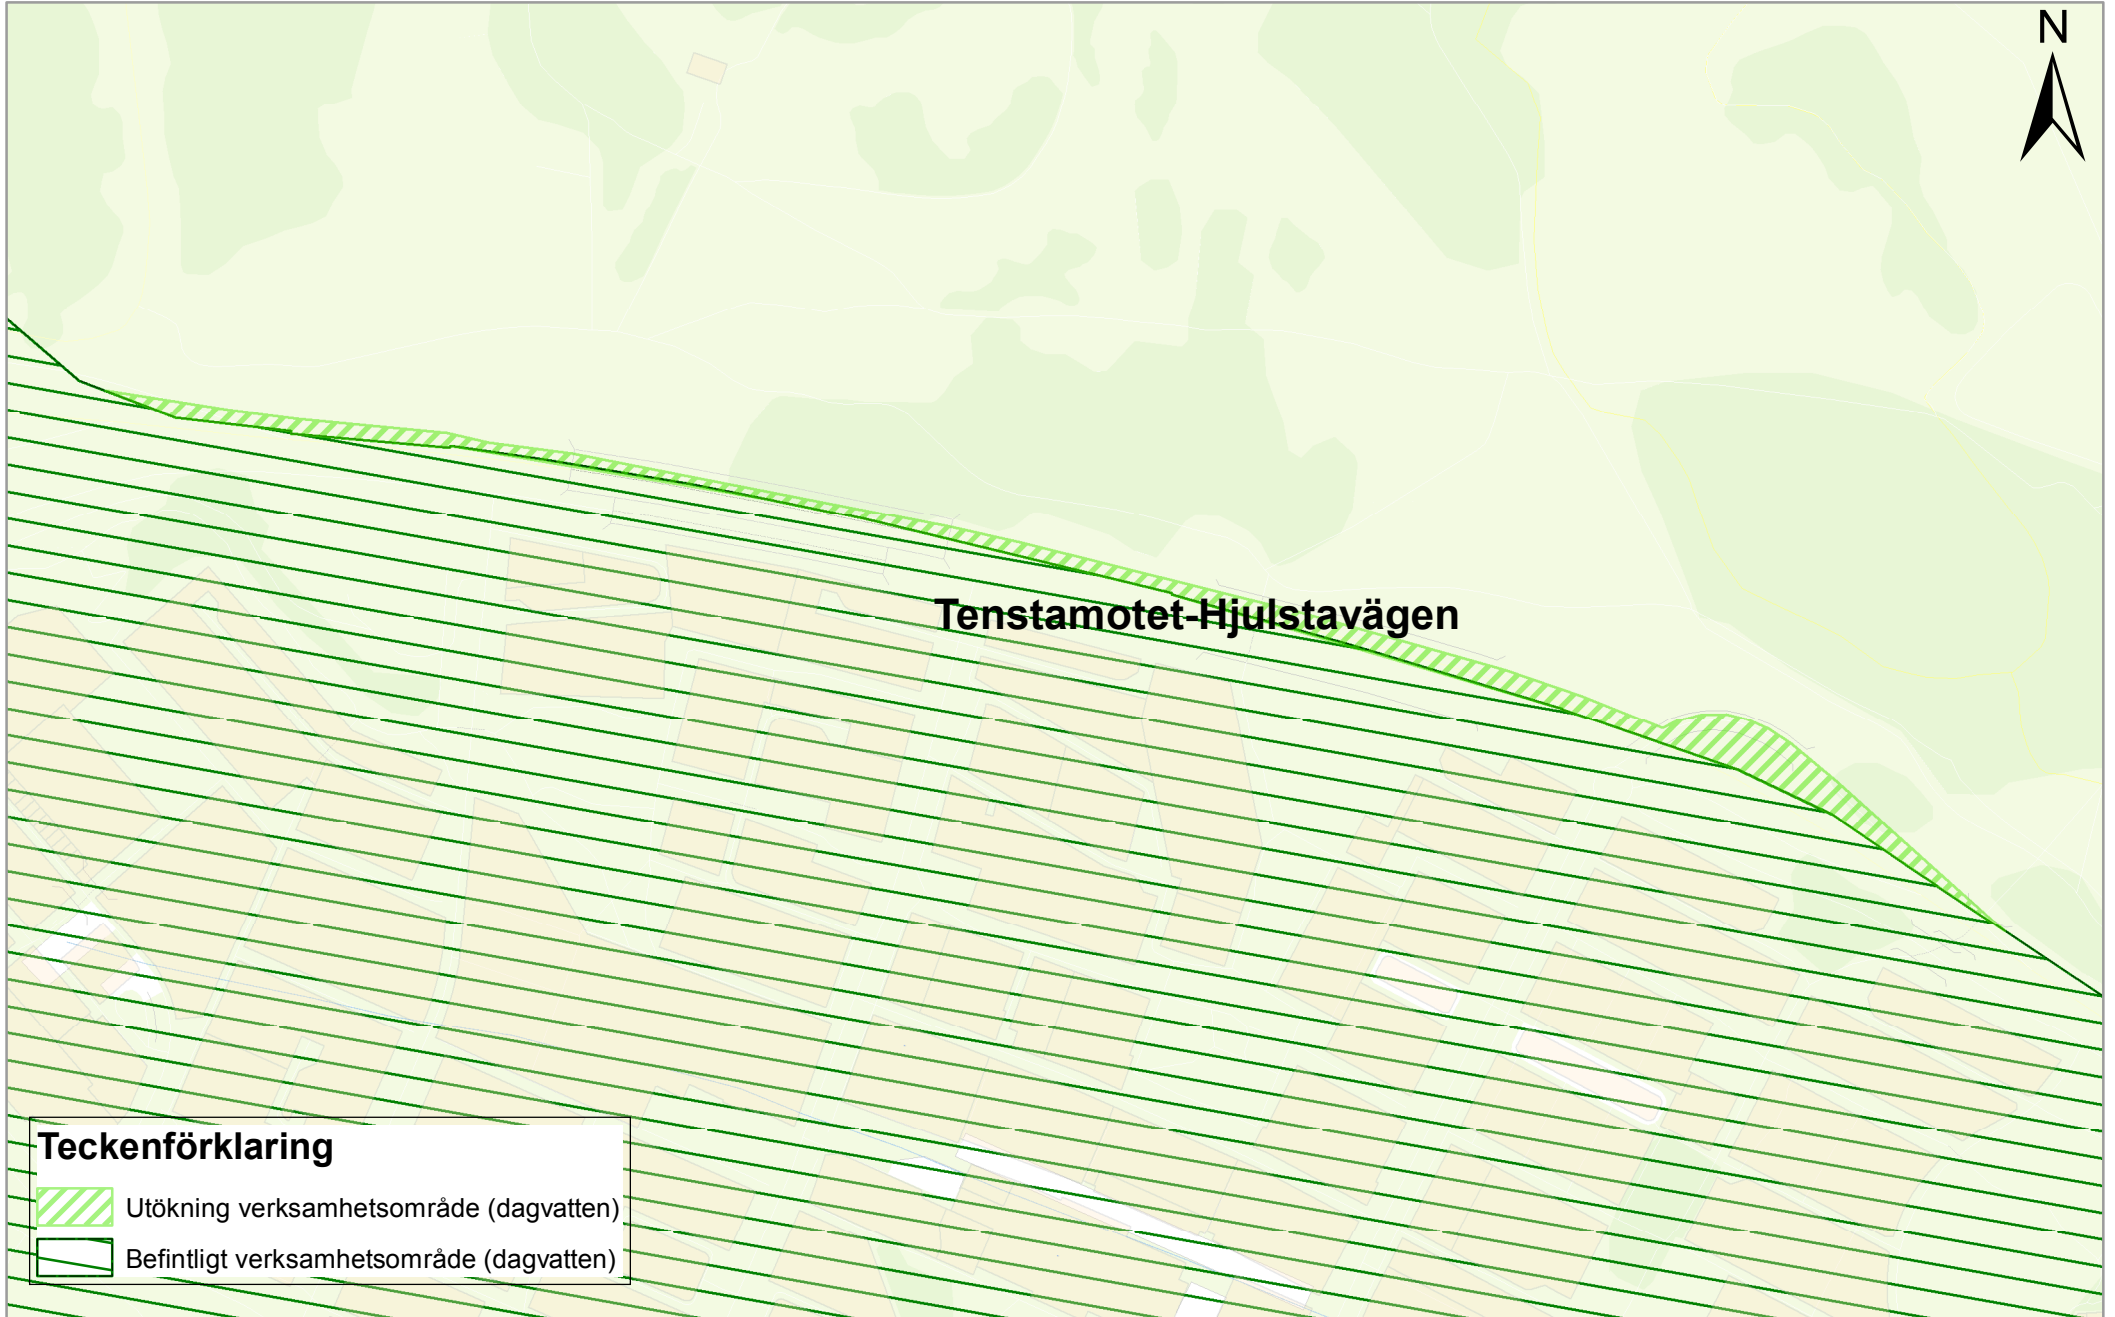 N
Tenstamotet-Hjulstavägen
Teckenförklaring
Utökning verksamhetsområde (dagvatten)
Befintligt verksamhetsområde (dagvatten)